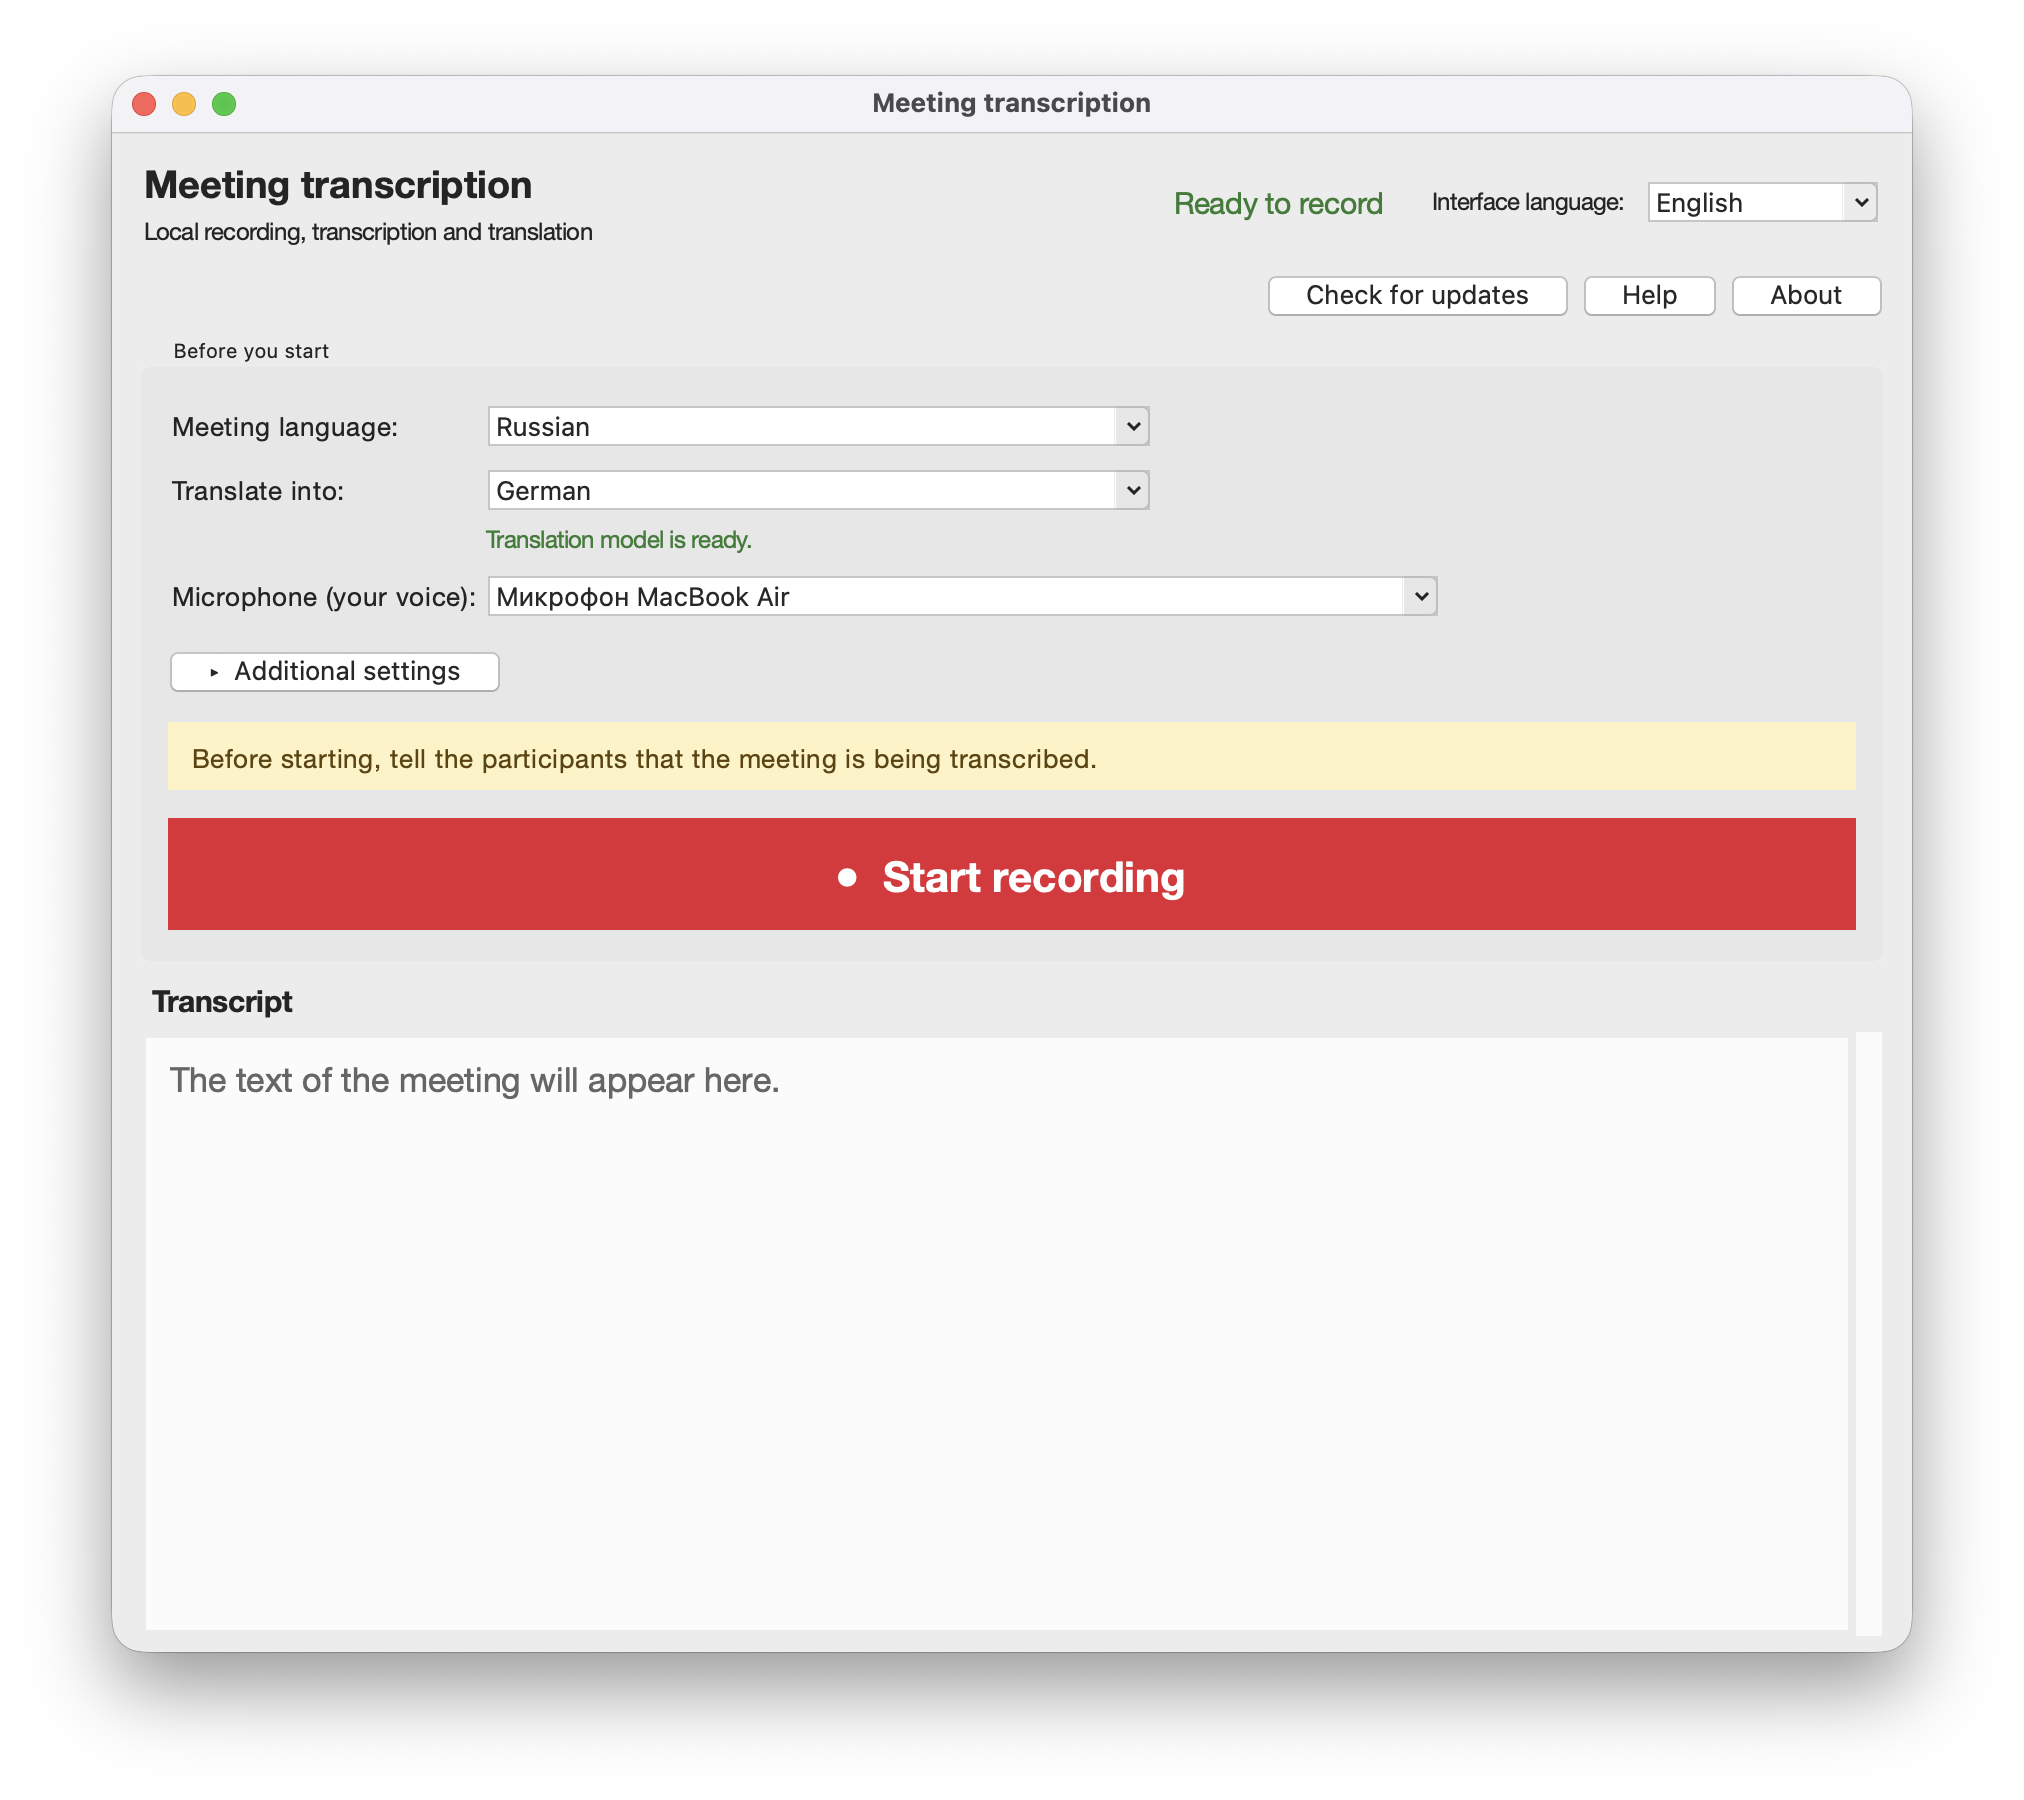 Meeting transcription
Meeting transcription
Local recording, transcription and translation
Ready to record
Interface language: English
Check for updates
Help
About
Before you start
Meeting language: Russian
Translate into: German
Translation model is ready.
Microphone (your voice): Микрофон MacBook Air
▸ Additional settings
Before starting, tell the participants that the meeting is being transcribed.
● Start recording
Transcript
The text of the meeting will appear here.